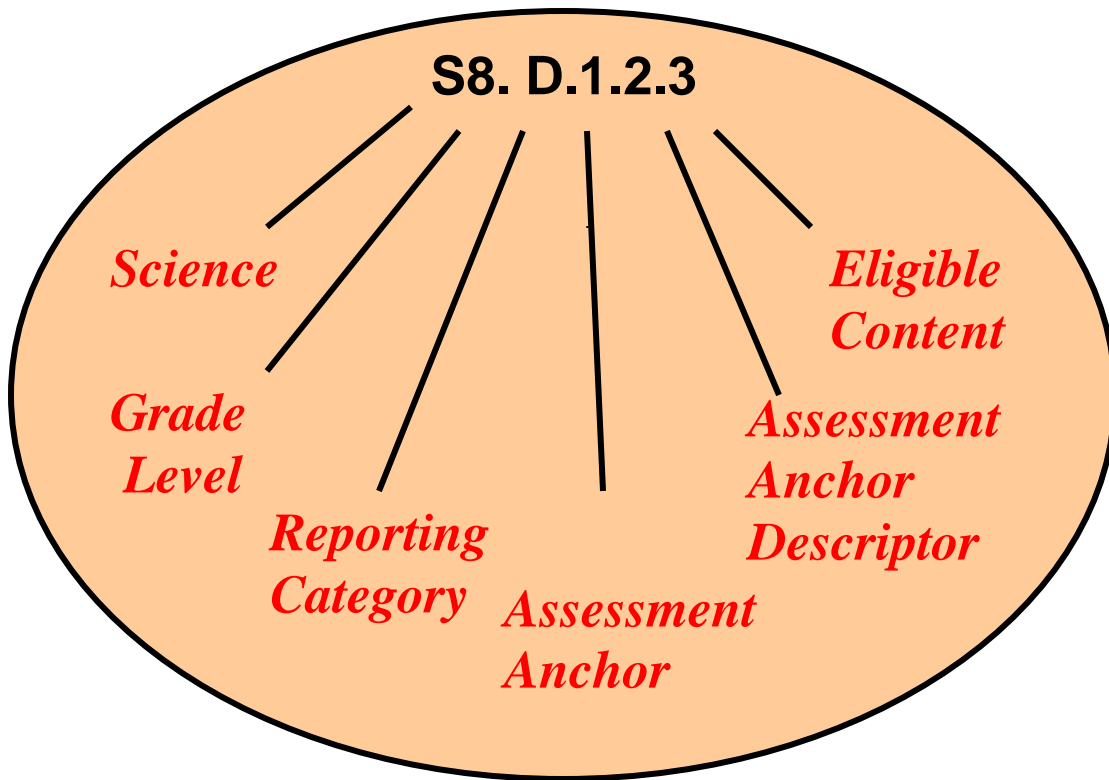 S8. D.1.2.3
Science
Grade
Level
Reporting
Category
Assessment
Anchor
Assessment
Anchor
Descriptor
Eligible
Content